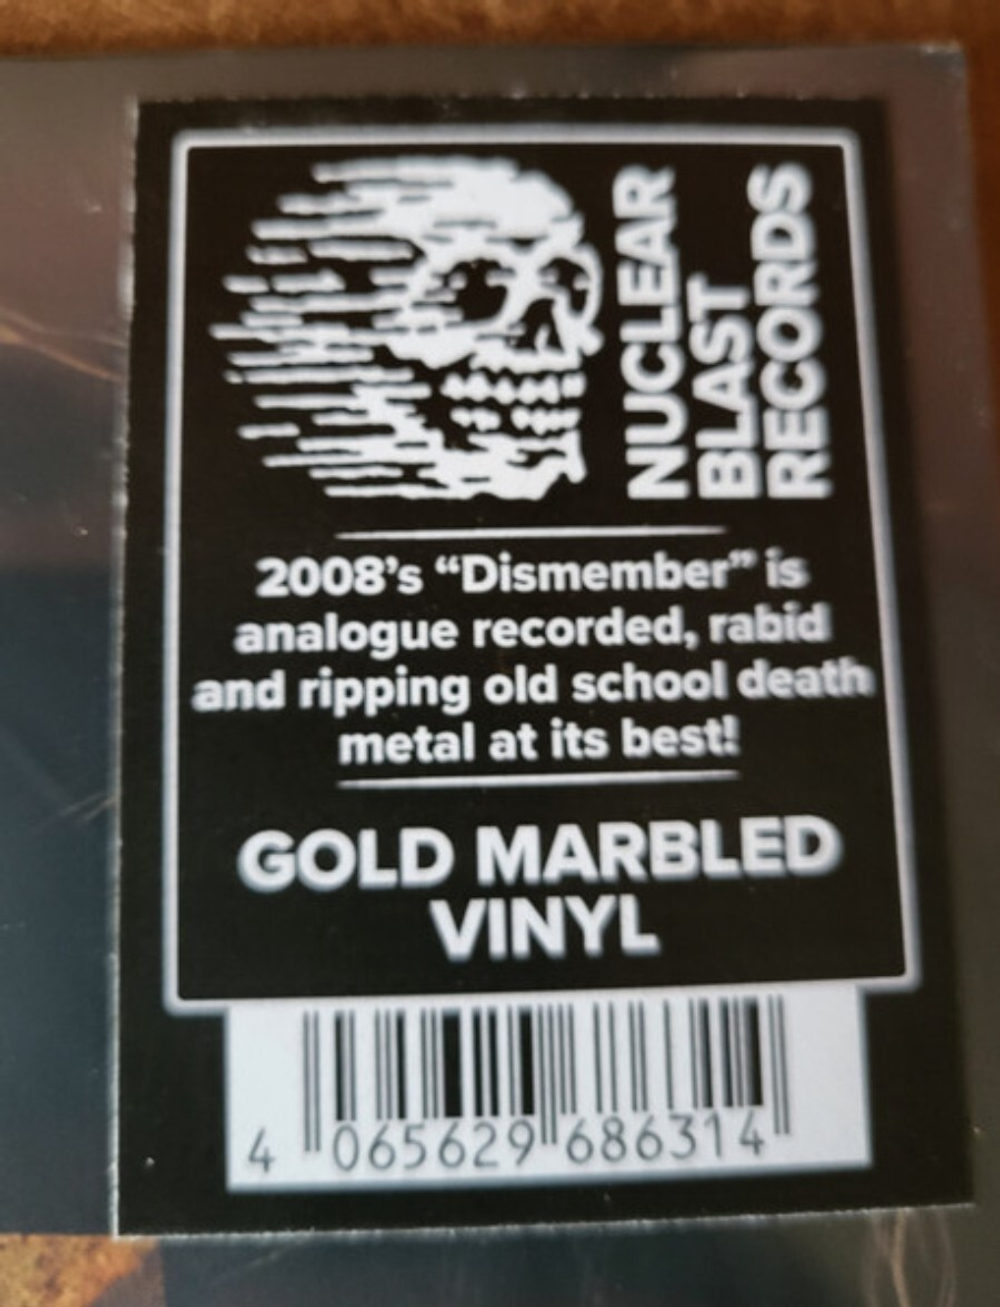 NUCLEAR
BLAST
RECORDS
2008's “Dismember” is
analogue recorded, rabid
and ripping old school death
metal at its best!
GOLD MARBLED
VINYL
4 065629 686314